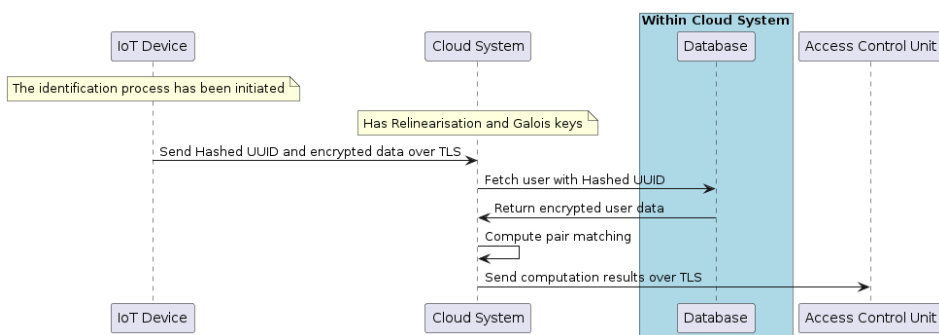 Within Cloud System
IoT Device
Cloud System
Database
Access Control Unit
The identification process has been initiated
Has Relinearisation and Galois keys
Send Hashed UUID and encrypted data over TLS
Fetch user with Hashed UUID
Return encrypted user data
Compute pair matching
Send computation results over TLS
IoT Device
Cloud System
Database
Access Control Unit